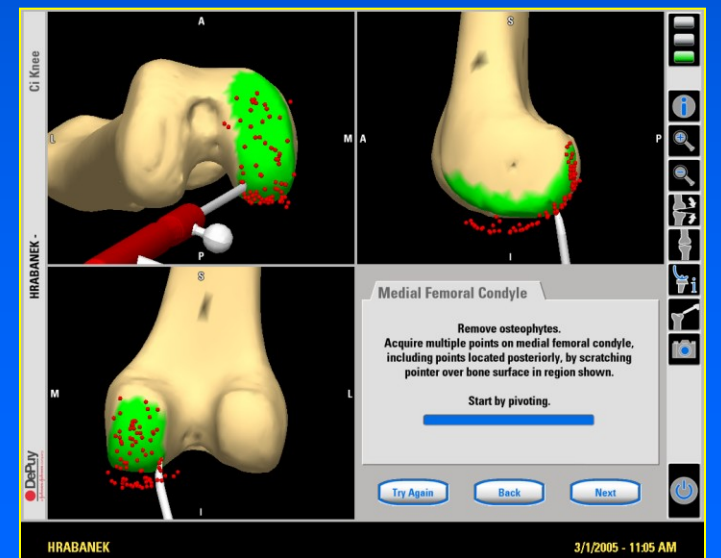 Ci Knee
HRABANEK -
DePuy
A
L
M
P
S
A
P
I
S
M
L
I
Medial Femoral Condyle
Remove osteophytes.
Acquire multiple points on medial femoral condyle,
including points located posteriorly, by scratching
pointer over bone surface in region shown.
Start by pivoting.
Try Again
Back
Next
i
i
HRABANEK
3/1/2005 - 11:05 AM